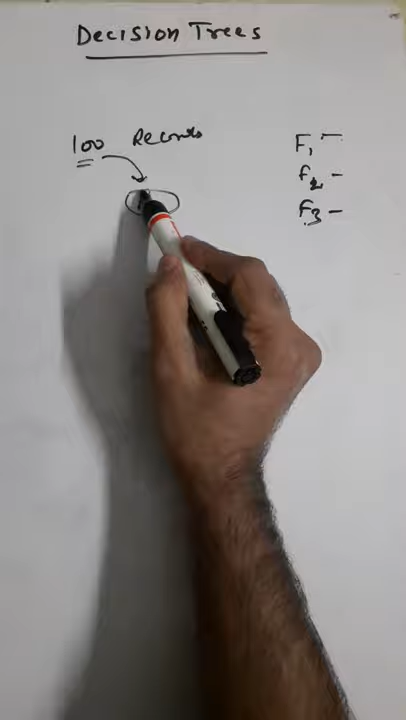 Decision Trees
100 Records
F1 -
F2 -
F3 -